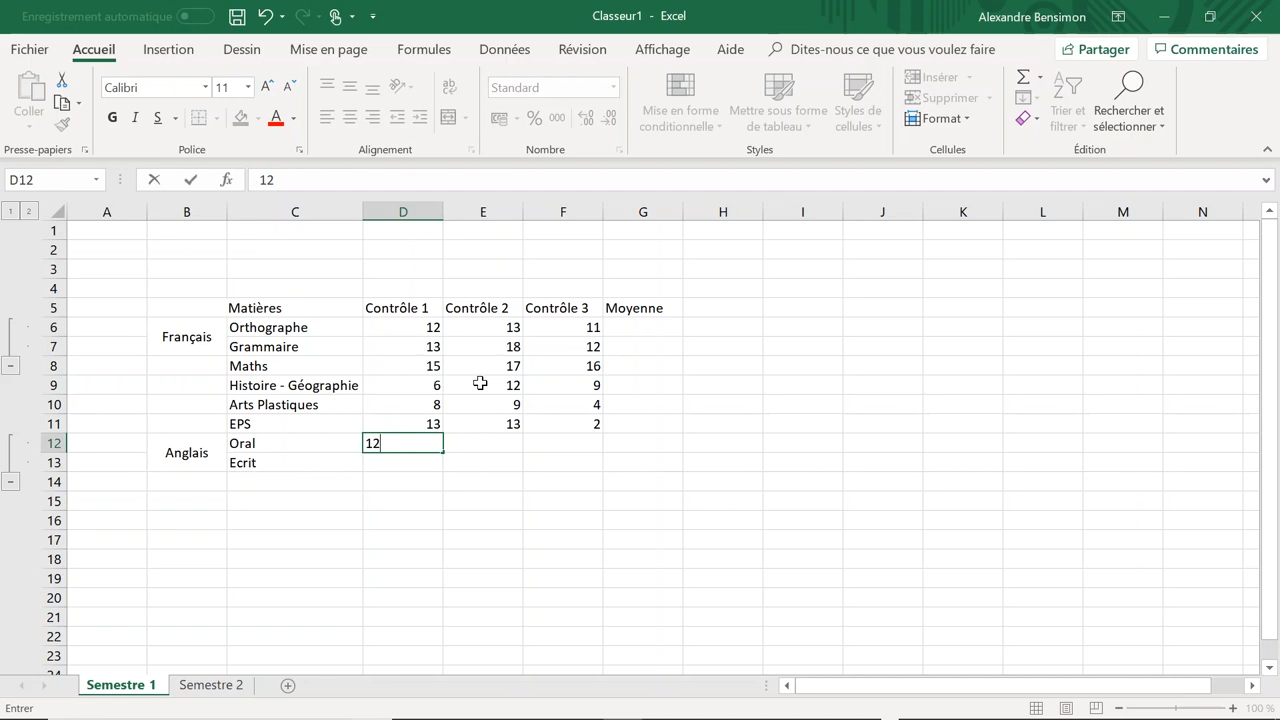 Enregistrement automatique
Classeur1 - Excel
Alexandre Bensimon
Fichier Accueil Insertion Dessin Mise en page Formules Données Révision Affichage Aide Dites-nous ce que vous voulez faire Partager Commentaires
Coller
Calibri 11
G I S A
Standard
% 000
Mise en forme conditionnelle
Mettre sous forme de tableau
Styles de cellules
Insérer
Supprimer
Format
Trier et filtrer
Rechercher et sélectionner
Presse-papiers Police Alignement Nombre Styles Cellules Édition
D12 fx 12
1 2 A B C D E F G H I J K L M N
1
2
3
4
5 Matières Contrôle 1 Contrôle 2 Contrôle 3 Moyenne
6 Orthographe 12 13 11
Français
7 Grammaire 13 18 12
8 Maths 15 17 16
9 Histoire - Géographie 6 12 9
10 Arts Plastiques 8 9 4
11 EPS 13 13 2
12 Oral 12
Anglais
13 Ecrit
14
15
16
17
18
19
20
21
22
23
24
Semestre 1 Semestre 2
Entrer 100 %